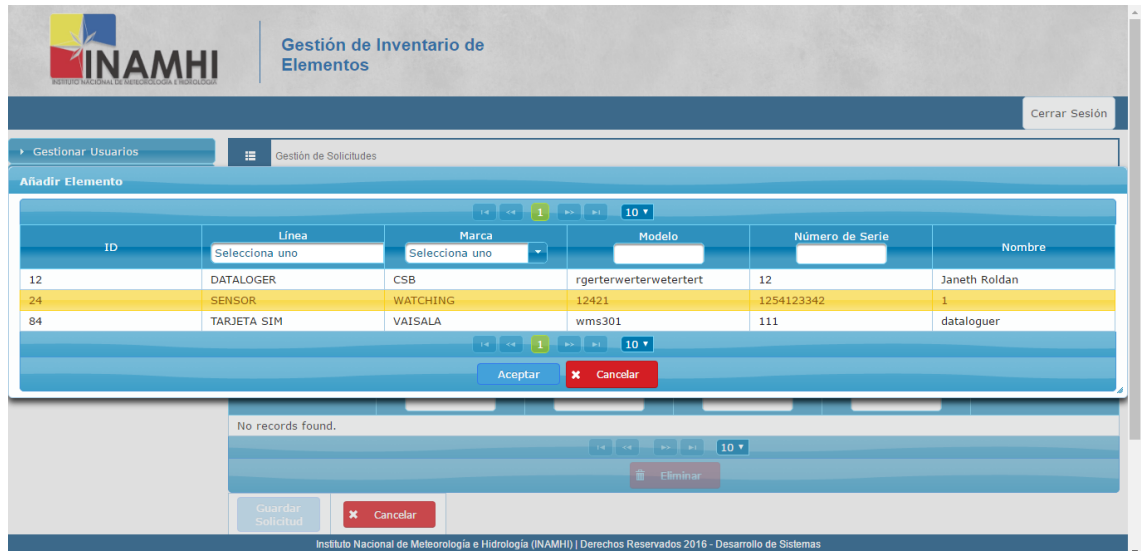 INAMHI
INSTITUTO NACIONAL DE METEOROLOGÍA E HIDROLOGÍA
Gestión de Inventario de
Elementos
Cerrar Sesión
Gestionar Usuarios
Gestión de Solicitudes
Añadir Elemento
1 10
ID Línea Marca Modelo Número de Serie Nombre
Selecciona uno Selecciona uno
12 DATALOGER CSB rgerterwerterwetertert 12 Janeth Roldan
24 SENSOR WATCHING 12421 1254123342 1
84 TARJETA SIM VAISALA wms301 111 dataloguer
1 10
Aceptar Cancelar
No records found.
10
Eliminar
Guardar
Solicitud
Cancelar
Instituto Nacional de Meteorología e Hidrología (INAMHI) | Derechos Reservados 2016 - Desarrollo de Sistemas